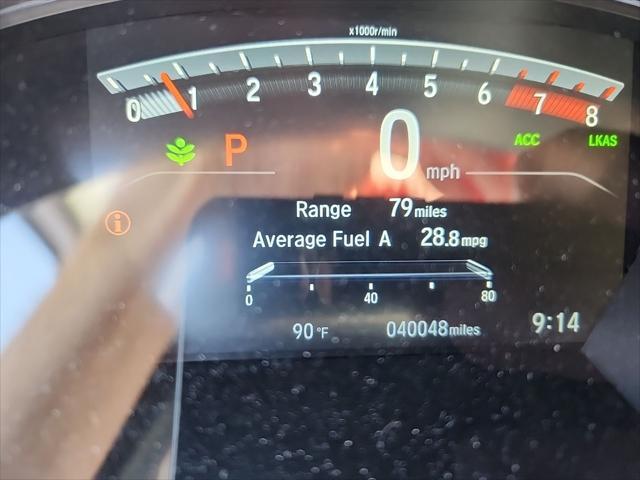 x1000r/min
0 1 2 3 4 5 6 7 8
P 0 mph ACC LKAS
Range 79 miles
i
Average Fuel A 28.8 mpg
0 40 80
90 °F 040048 miles 9:14